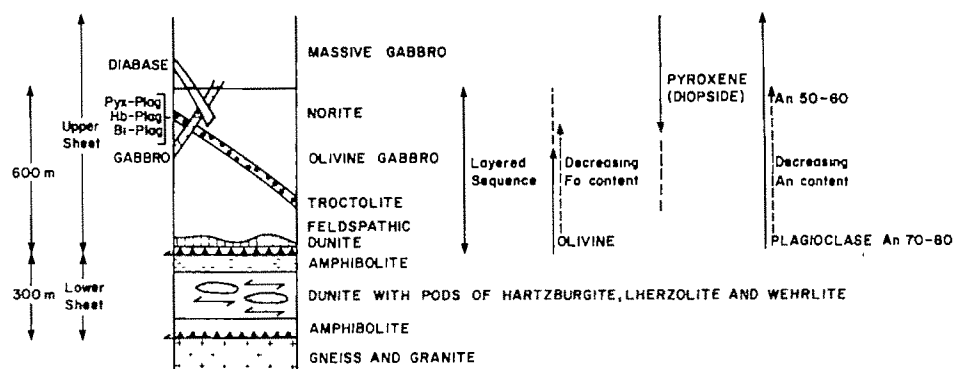 MASSIVE GABBRO
DIABASE
PYROXENE
(DIOPSIDE)
An 50-60
Pyx-Plag
Hb-Plag
Bi-Plag
NORITE
Upper
Sheet
GABBRO
OLIVINE GABBRO
Layered
Sequence
Decreasing
Fo content
Decreasing
An content
600 m
TROCTOLITE
FELDSPATHIC
DUNITE
OLIVINE
PLAGIOCLASE An 70-80
AMPHIBOLITE
300 m
Lower
Sheet
DUNITE WITH PODS OF HARTZBURGITE, LHERZOLITE AND WEHRLITE
AMPHIBOLITE
GNEISS AND GRANITE